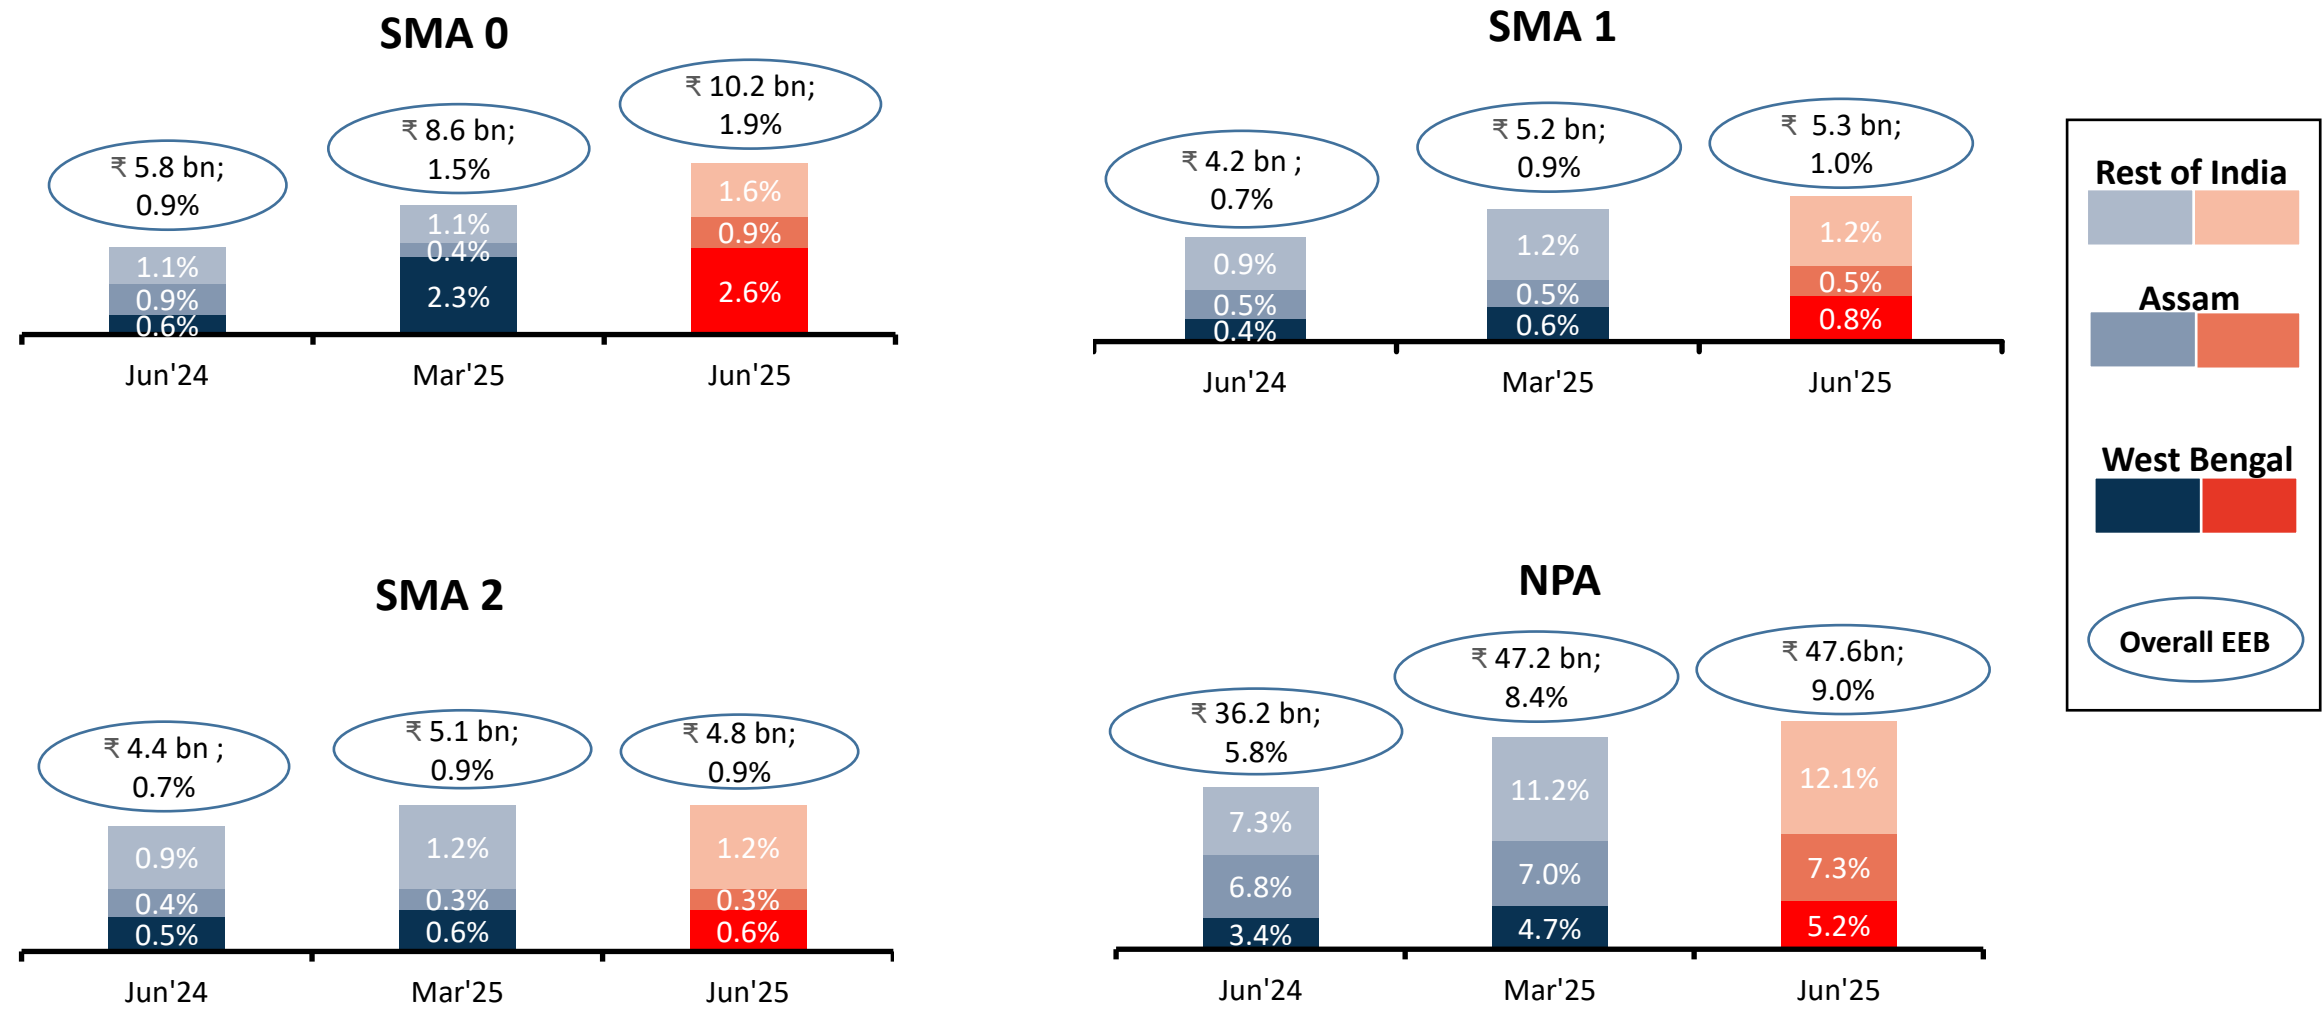 SMA 0
₹ 5.8 bn;
0.9%
₹ 8.6 bn;
1.5%
₹ 10.2 bn;
1.9%
1.1%
0.9%
0.6%
1.1%
0.4%
2.3%
1.6%
0.9%
2.6%
Jun'24 Mar'25 Jun'25
SMA 1
₹ 4.2 bn ;
0.7%
₹ 5.2 bn;
0.9%
₹ 5.3 bn;
1.0%
0.9%
0.5%
0.4%
1.2%
0.5%
0.6%
1.2%
0.5%
0.8%
Jun'24 Mar'25 Jun'25
Rest of India
Assam
West Bengal
Overall EEB
SMA 2
₹ 4.4 bn ;
0.7%
₹ 5.1 bn;
0.9%
₹ 4.8 bn;
0.9%
0.9%
0.4%
0.5%
1.2%
0.3%
0.6%
1.2%
0.3%
0.6%
Jun'24 Mar'25 Jun'25
NPA
₹ 36.2 bn;
5.8%
₹ 47.2 bn;
8.4%
₹ 47.6bn;
9.0%
7.3%
6.8%
3.4%
11.2%
7.0%
4.7%
12.1%
7.3%
5.2%
Jun'24 Mar'25 Jun'25